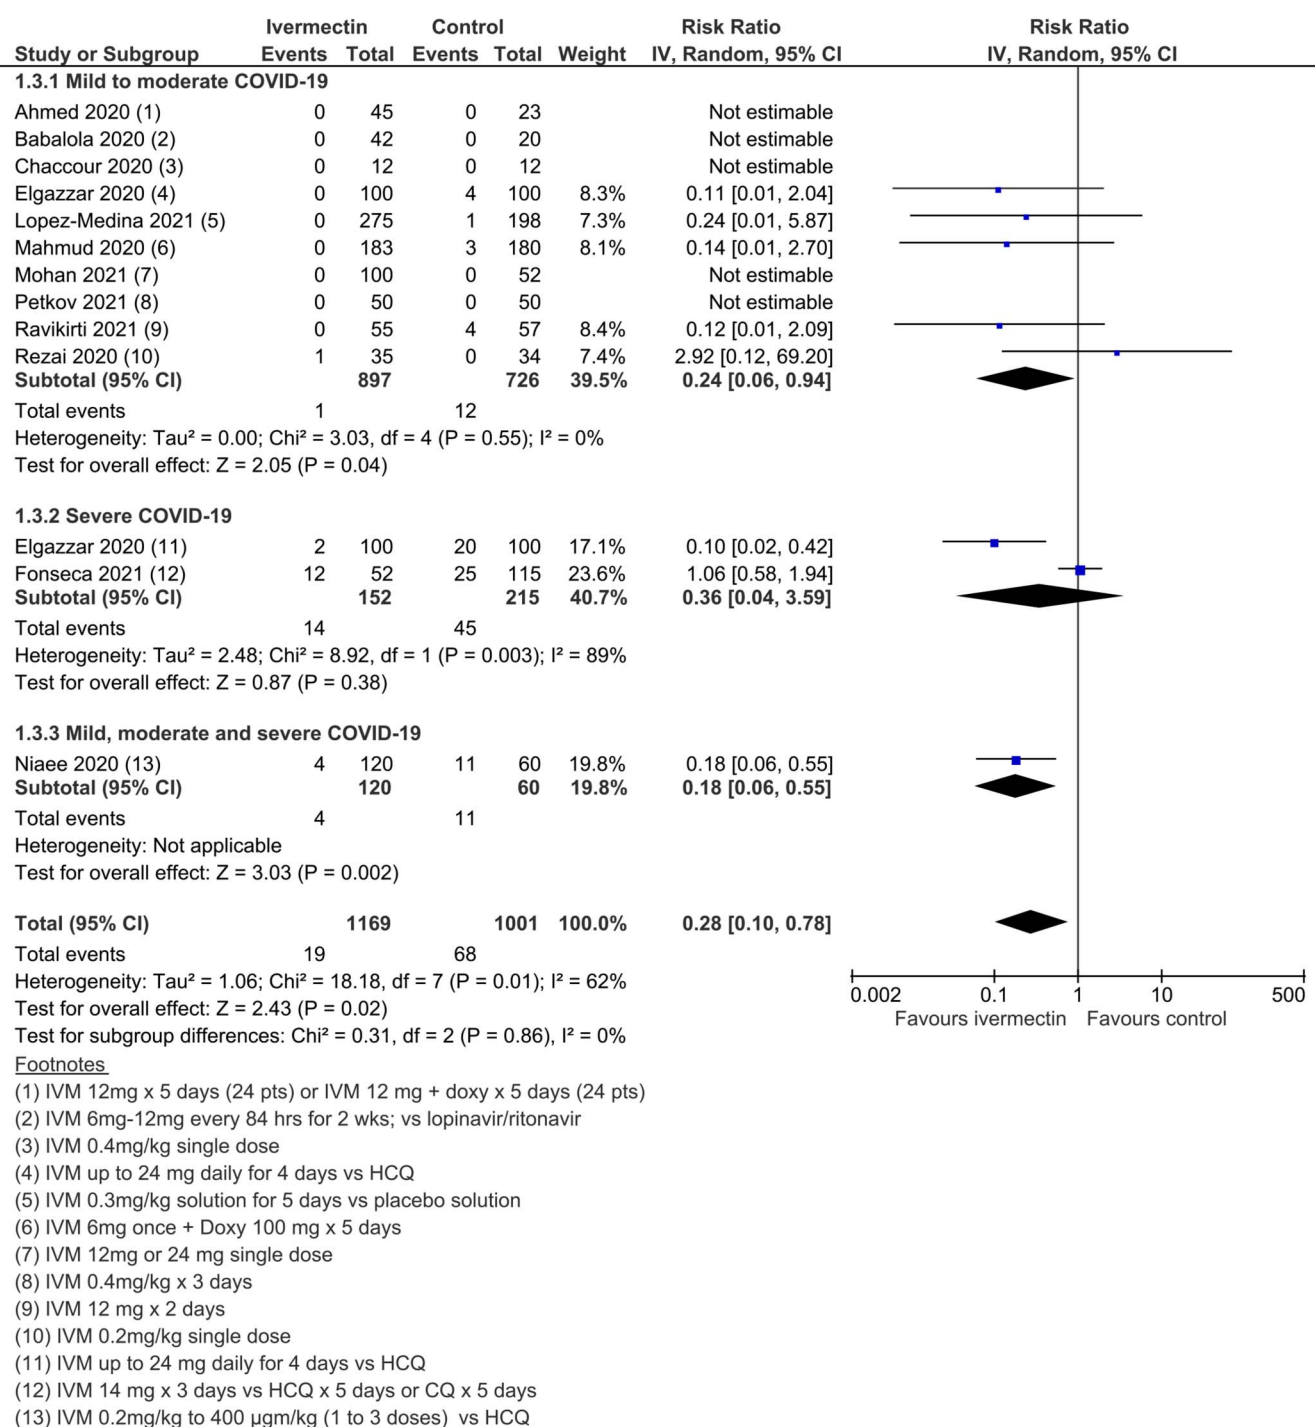 Ivermectin Control Risk Ratio Risk Ratio
Study or Subgroup Events Total Events Total Weight IV, Random, 95% CI IV, Random, 95% CI
1.3.1 Mild to moderate COVID-19
Ahmed 2020 (1) 0 45 0 23 Not estimable
Babalola 2020 (2) 0 42 0 20 Not estimable
Chaccour 2020 (3) 0 12 0 12 Not estimable
Elgazzar 2020 (4) 0 100 4 100 8.3% 0.11 [0.01, 2.04]
Lopez-Medina 2021 (5) 0 275 1 198 7.3% 0.24 [0.01, 5.87]
Mahmud 2020 (6) 0 183 3 180 8.1% 0.14 [0.01, 2.70]
Mohan 2021 (7) 0 100 0 52 Not estimable
Petkov 2021 (8) 0 50 0 50 Not estimable
Ravikirti 2021 (9) 0 55 4 57 8.4% 0.12 [0.01, 2.09]
Rezai 2020 (10) 1 35 0 34 7.4% 2.92 [0.12, 69.20]
Subtotal (95% CI) 897 726 39.5% 0.24 [0.06, 0.94]
Total events 1 12
Heterogeneity: Tau² = 0.00; Chi² = 3.03, df = 4 (P = 0.55); I² = 0%
Test for overall effect: Z = 2.05 (P = 0.04)
1.3.2 Severe COVID-19
Elgazzar 2020 (11) 2 100 20 100 17.1% 0.10 [0.02, 0.42]
Fonseca 2021 (12) 12 52 25 115 23.6% 1.06 [0.58, 1.94]
Subtotal (95% CI) 152 215 40.7% 0.36 [0.04, 3.59]
Total events 14 45
Heterogeneity: Tau² = 2.48; Chi² = 8.92, df = 1 (P = 0.003); I² = 89%
Test for overall effect: Z = 0.87 (P = 0.38)
1.3.3 Mild, moderate and severe COVID-19
Niaee 2020 (13) 4 120 11 60 19.8% 0.18 [0.06, 0.55]
Subtotal (95% CI) 120 60 19.8% 0.18 [0.06, 0.55]
Total events 4 11
Heterogeneity: Not applicable
Test for overall effect: Z = 3.03 (P = 0.002)
Total (95% CI) 1169 1001 100.0% 0.28 [0.10, 0.78]
Total events 19 68
Heterogeneity: Tau² = 1.06; Chi² = 18.18, df = 7 (P = 0.01); I² = 62%
Test for overall effect: Z = 2.43 (P = 0.02)
Test for subgroup differences: Chi² = 0.31, df = 2 (P = 0.86), I² = 0%
0.002 0.1 1 10 500
Favours ivermectin Favours control
Footnotes
(1) IVM 12mg x 5 days (24 pts) or IVM 12 mg + doxy x 5 days (24 pts)
(2) IVM 6mg-12mg every 84 hrs for 2 wks; vs lopinavir/ritonavir
(3) IVM 0.4mg/kg single dose
(4) IVM up to 24 mg daily for 4 days vs HCQ
(5) IVM 0.3mg/kg solution for 5 days vs placebo solution
(6) IVM 6mg once + Doxy 100 mg x 5 days
(7) IVM 12mg or 24 mg single dose
(8) IVM 0.4mg/kg x 3 days
(9) IVM 12 mg x 2 days
(10) IVM 0.2mg/kg single dose
(11) IVM up to 24 mg daily for 4 days vs HCQ
(12) IVM 14 mg x 3 days vs HCQ x 5 days or CQ x 5 days
(13) IVM 0.2mg/kg to 400 µgm/kg (1 to 3 doses) vs HCQ